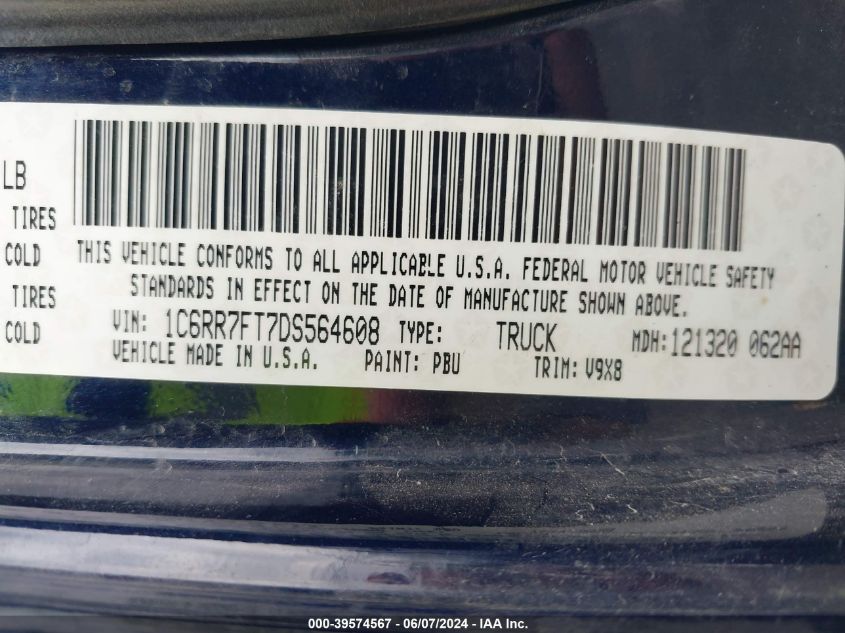 LB
TIRES
COLD
TIRES
COLD
THIS VEHICLE CONFORMS TO ALL APPLICABLE U.S.A. FEDERAL MOTOR VEHICLE SAFETY
STANDARDS IN EFFECT ON THE DATE OF MANUFACTURE SHOWN ABOVE.
VIN: 1C6RR7FT7DS564608 TYPE: TRUCK MDH: 121320 062AA
VEHICLE MADE IN U.S.A. PAINT: PBU TRIM: V9X8
000-39574567 - 06/07/2024 - IAA Inc.